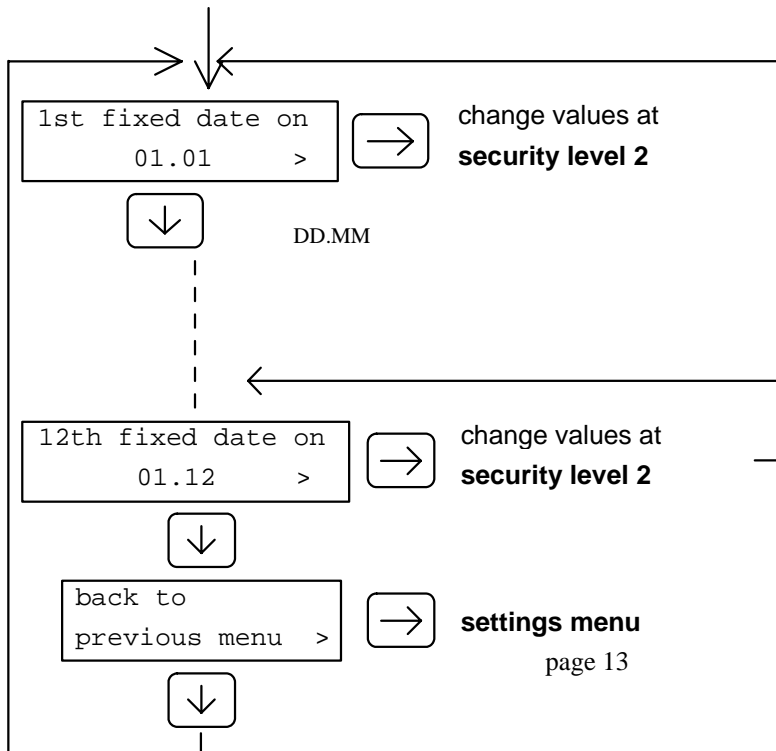 1st fixed date on
01.01 >
change values at
security level 2
DD.MM
12th fixed date on
01.12 >
change values at
security level 2
back to
previous menu >
settings menu
page 13